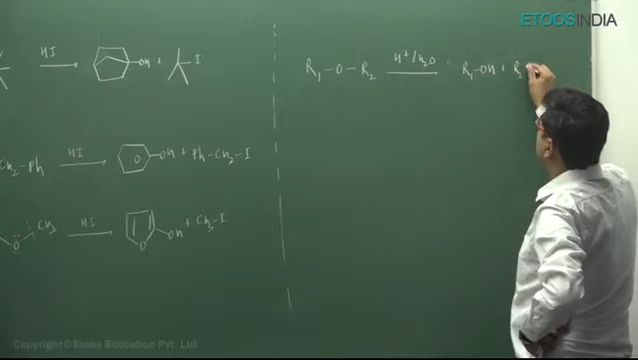 ETOOSINDIA
HI → OH + I
R₁-O-R₂ H⁺/H₂O → R₁-OH + R₂
CH₂-Ph HI → OH + Ph-CH₂-I
O CH₃ HI → O OH + CH₃-I
Copyright © Etoos Education Pvt. Ltd.